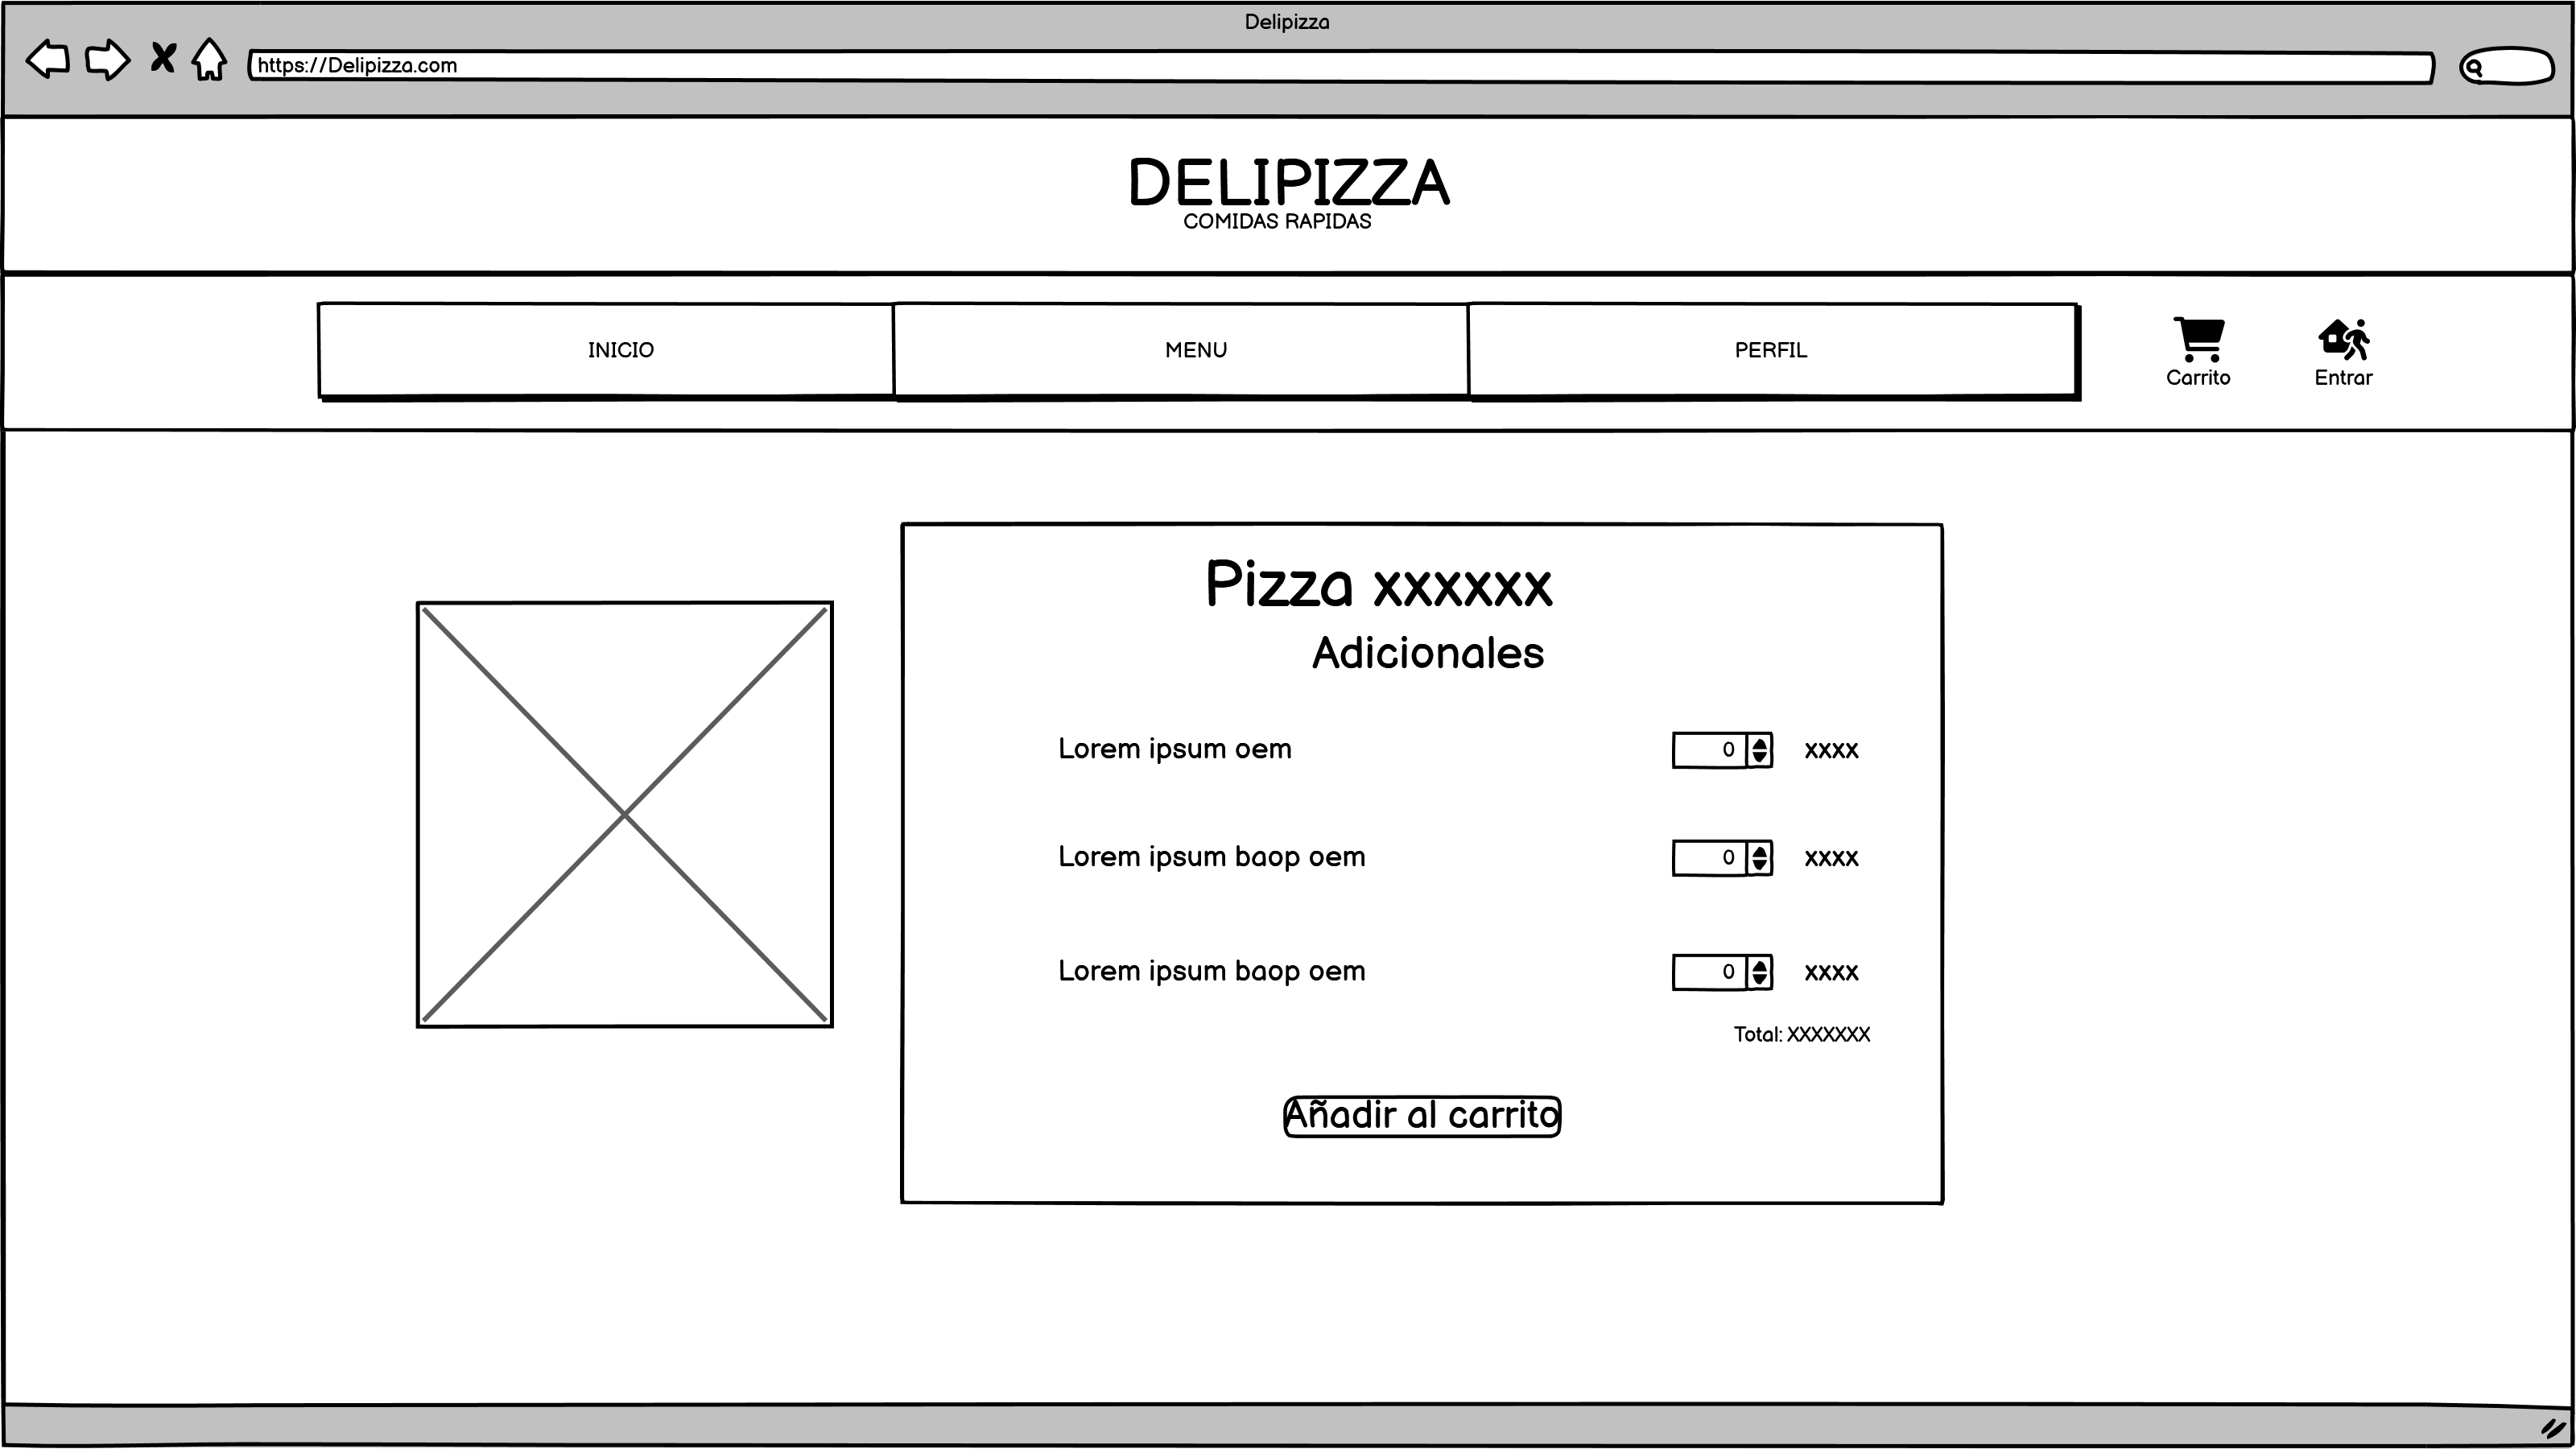 Delipizza
https://Delipizza.com
DELIPIZZA
COMIDAS RAPIDAS
INICIO MENU PERFIL Carrito Entrar
Pizza xxxxxx
Adicionales
Lorem ipsum oem 0 xxxx
Lorem ipsum baop oem 0 xxxx
Lorem ipsum baop oem 0 xxxx
Total: XXXXXXX
Añadir al carrito